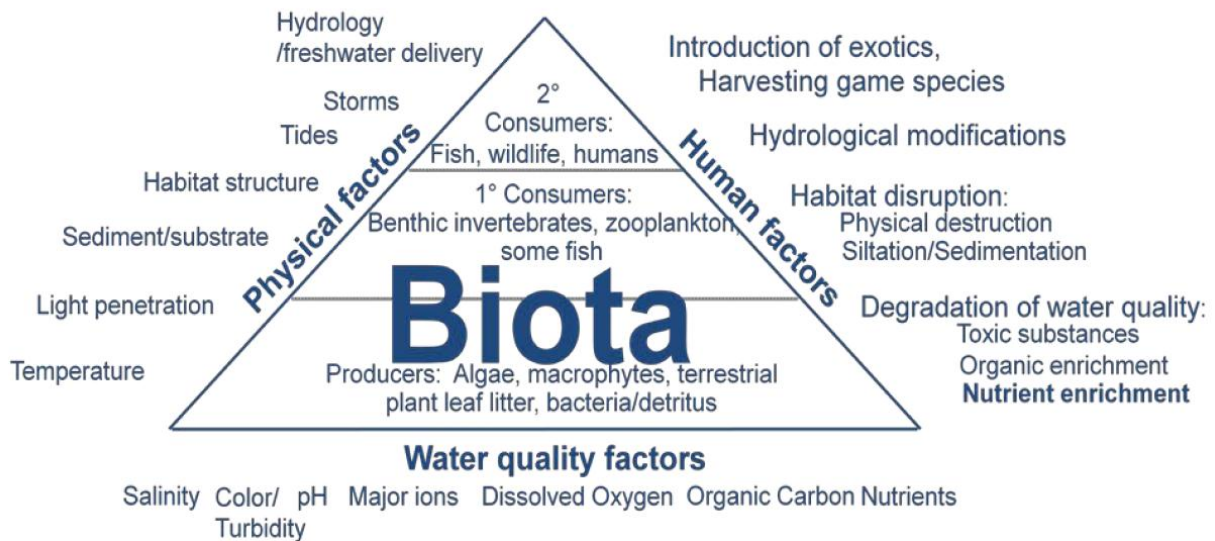 Hydrology
/freshwater delivery
Storms
Tides
Habitat structure
Sediment/substrate
Light penetration
Temperature
Physical factors
2°
Consumers:
Fish, wildlife, humans
1° Consumers:
Benthic invertebrates, zooplankton,
some fish
Biota
Producers: Algae, macrophytes, terrestrial
plant leaf litter, bacteria/detritus
Human factors
Introduction of exotics,
Harvesting game species
Hydrological modifications
Habitat disruption:
Physical destruction
Siltation/Sedimentation
Degradation of water quality:
Toxic substances
Organic enrichment
Nutrient enrichment
Water quality factors
Salinity Color/ pH Major ions Dissolved Oxygen Organic Carbon Nutrients
Turbidity